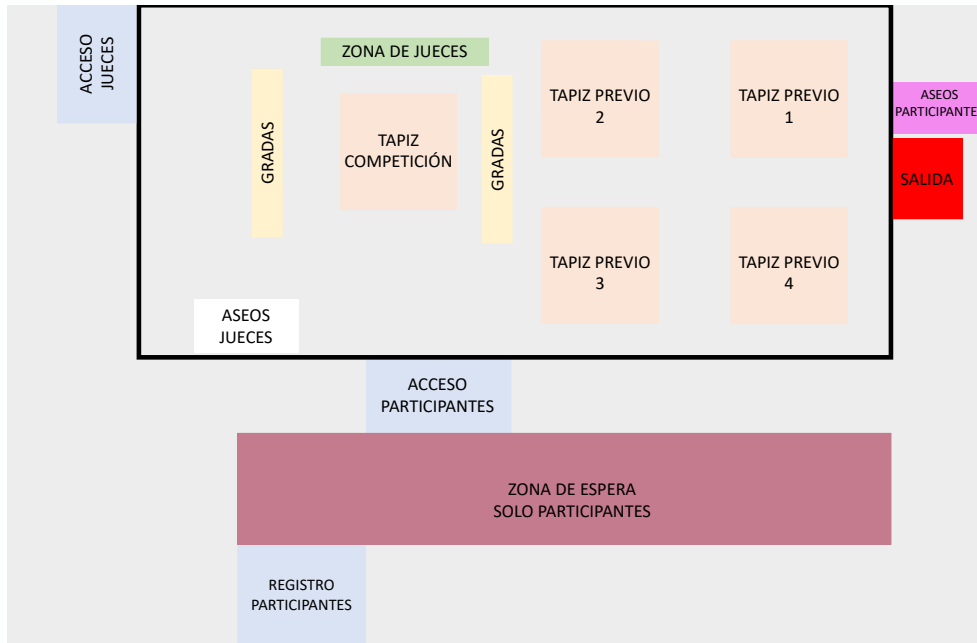 ACCESO
JUECES
ZONA DE JUECES
GRADAS
TAPIZ
COMPETICIÓN
GRADAS
TAPIZ PREVIO
2
TAPIZ PREVIO
1
ASEOS
PARTICIPANTE
SALIDA
TAPIZ PREVIO
3
TAPIZ PREVIO
4
ASEOS
JUECES
ACCESO
PARTICIPANTES
ZONA DE ESPERA
SOLO PARTICIPANTES
REGISTRO
PARTICIPANTES